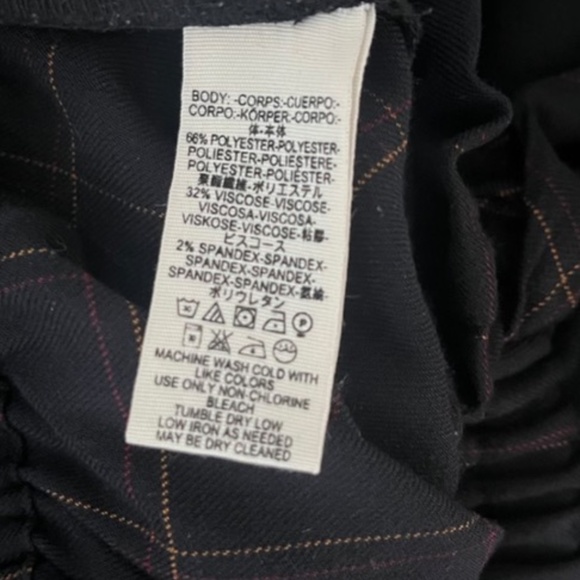 BODY:-CORPS-CUERPO:-
CORPO:-KÖRPER:-CORPO:-
体-本体
66% POLYESTER-POLYESTER-
POLIESTER-POLIÉSTERE-
POLYESTER-POLIÉSTER-
聚酯纖維-ポリエステル
32% VISCOSE-VISCOSE-
VISCOSA-VISCOSA-
VISKOSE-VISCOSE-粘膠-
ビスコース
2% SPANDEX-SPANDEX-
SPANDEX-SPANDEX-
SPANDEX-SPANDEX-氨綸-
ポリウレタン
MACHINE WASH COLD WITH
LIKE COLORS
USE ONLY NON-CHLORINE
BLEACH
TUMBLE DRY LOW
LOW IRON AS NEEDED
MAY BE DRY CLEANED